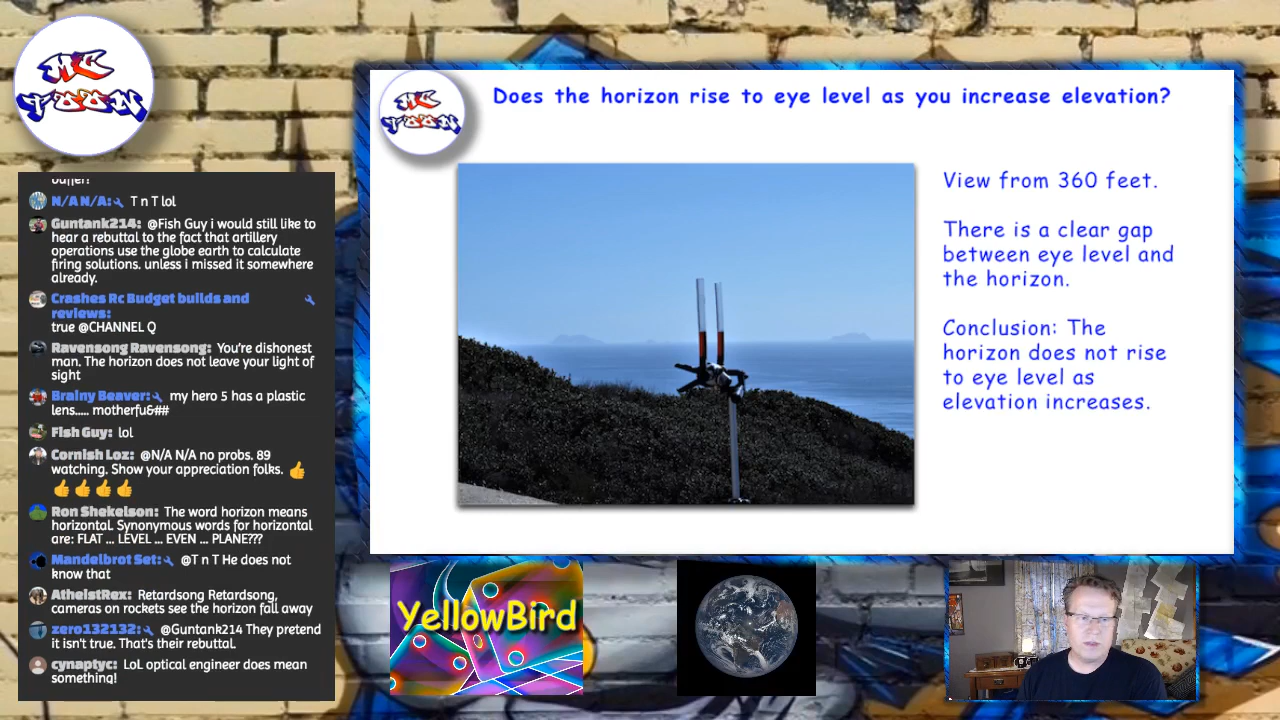 MC
TOON
buffer!
N/A N/A: T n T lol
Guntank214: @Fish Guy i would still like to
hear a rebuttal to the fact that artillery
operations use the globe earth to calculate
firing solutions. unless i missed it somewhere
already.
Crashes Rc Budget builds and
reviews:
true @CHANNEL Q
Ravensong Ravensong: You're dishonest
man. The horizon does not leave your light of
sight
Brainy Beaver: my hero 5 has a plastic
lens..... motherfu&##
Fish Guy: lol
Cornish Loz: @N/A N/A no probs. 89
watching. Show your appreciation folks. 👍
👍👍👍👍
Ron Shekelson: The word horizon means
horizontal. Synonymous words for horizontal
are: FLAT ... LEVEL ... EVEN ... PLANE???
Mandelbrot Set: @T n T He does not
know that
AtheistRex: Retardsong Retardsong,
cameras on rockets see the horizon fall away
zero132132: @Guntank214 They pretend
it isn't true. That's their rebuttal.
cynaptyc: LoL optical engineer does mean
something!
MC
TOON
Does the horizon rise to eye level as you increase elevation?
View from 360 feet.
There is a clear gap
between eye level and
the horizon.
Conclusion: The
horizon does not rise
to eye level as
elevation increases.
YellowBird